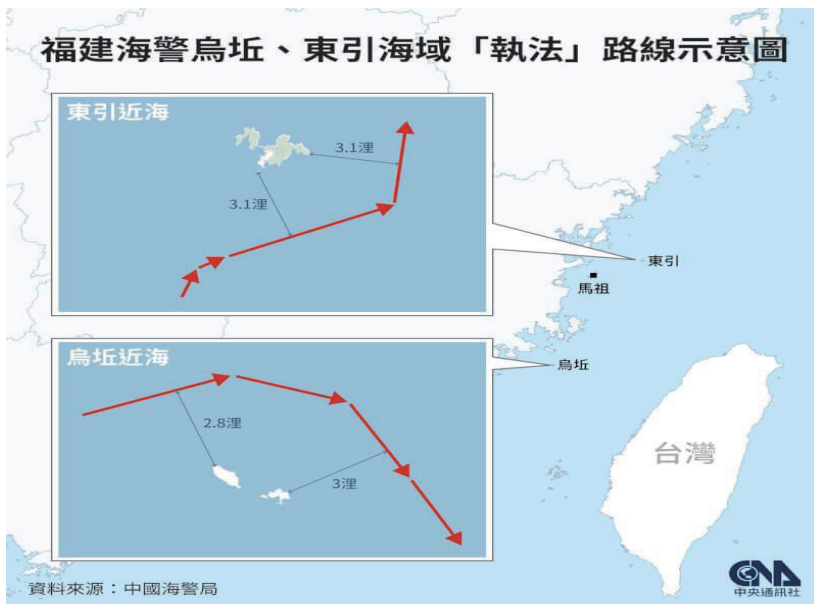 福建海警烏坵、東引海域「執法」路線示意圖
東引近海
3.1浬
3.1浬
東引
馬祖
烏坵近海
烏坵
2.8浬
3浬
台灣
資料來源：中國海警局
CNA
中央通訊社